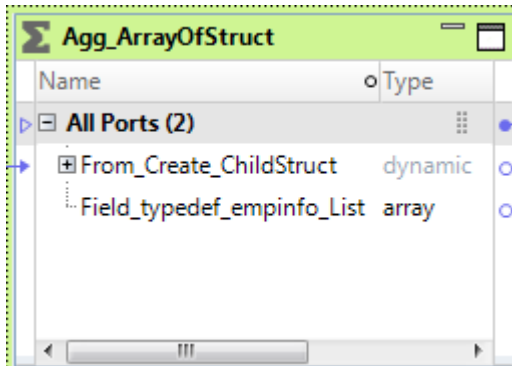 Agg_ArrayOfStruct
Name Type
All Ports (2)
From_Create_ChildStruct dynamic
Field_typedef_empinfo_List array